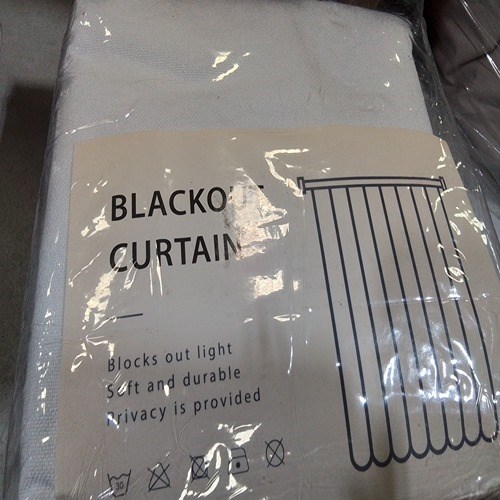 BLACKOUT
CURTAIN
Blocks out light
Soft and durable
Privacy is provided
30